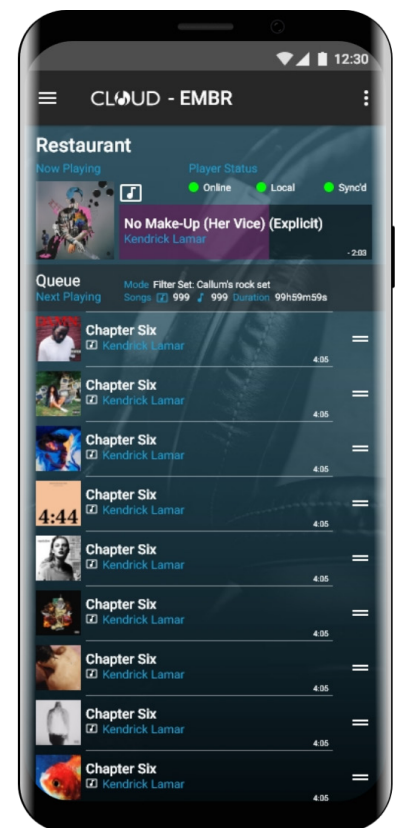 12:30
CLOUD - EMBR
Restaurant
Now Playing
Player Status
Online
Local
Sync'd
No Make-Up (Her Vice) (Explicit)
Kendrick Lamar
- 2:03
Queue
Mode Filter Set: Callum's rock set
Next Playing
Songs 999 999 Duration 99h59m59s
Chapter Six
Kendrick Lamar
4:05
Chapter Six
Kendrick Lamar
4:05
Chapter Six
Kendrick Lamar
4:05
4:44
Chapter Six
Kendrick Lamar
4:05
Chapter Six
Kendrick Lamar
4:05
Chapter Six
Kendrick Lamar
4:05
Chapter Six
Kendrick Lamar
4:05
Chapter Six
Kendrick Lamar
4:05
Chapter Six
Kendrick Lamar
4:05